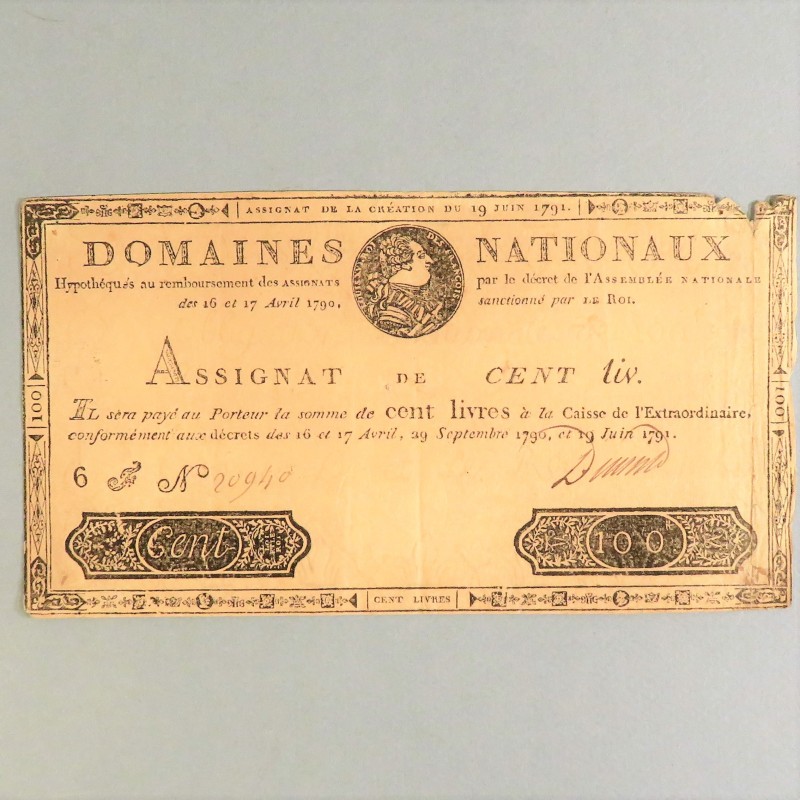 ASSIGNAT DE LA CRÉATION DU 19 JUIN 1791.
DOMAINES NATIONAUX
Hypothéqués au remboursement des ASSIGNATS par le décret de l'ASSEMBLÉE NATIONALE
des 16 et 17 Avril 1790, sanctionné par LE ROI.
ASSIGNAT DE CENT liv.
IL sera payé au Porteur la somme de cent livres à la Caisse de l'Extraordinaire,
conformément aux décrets des 16 et 17 Avril, 29 Septembre 1790, et 19 Juin 1791.
6 F N 20940
Cent
100
CENT LIVRES
100
100